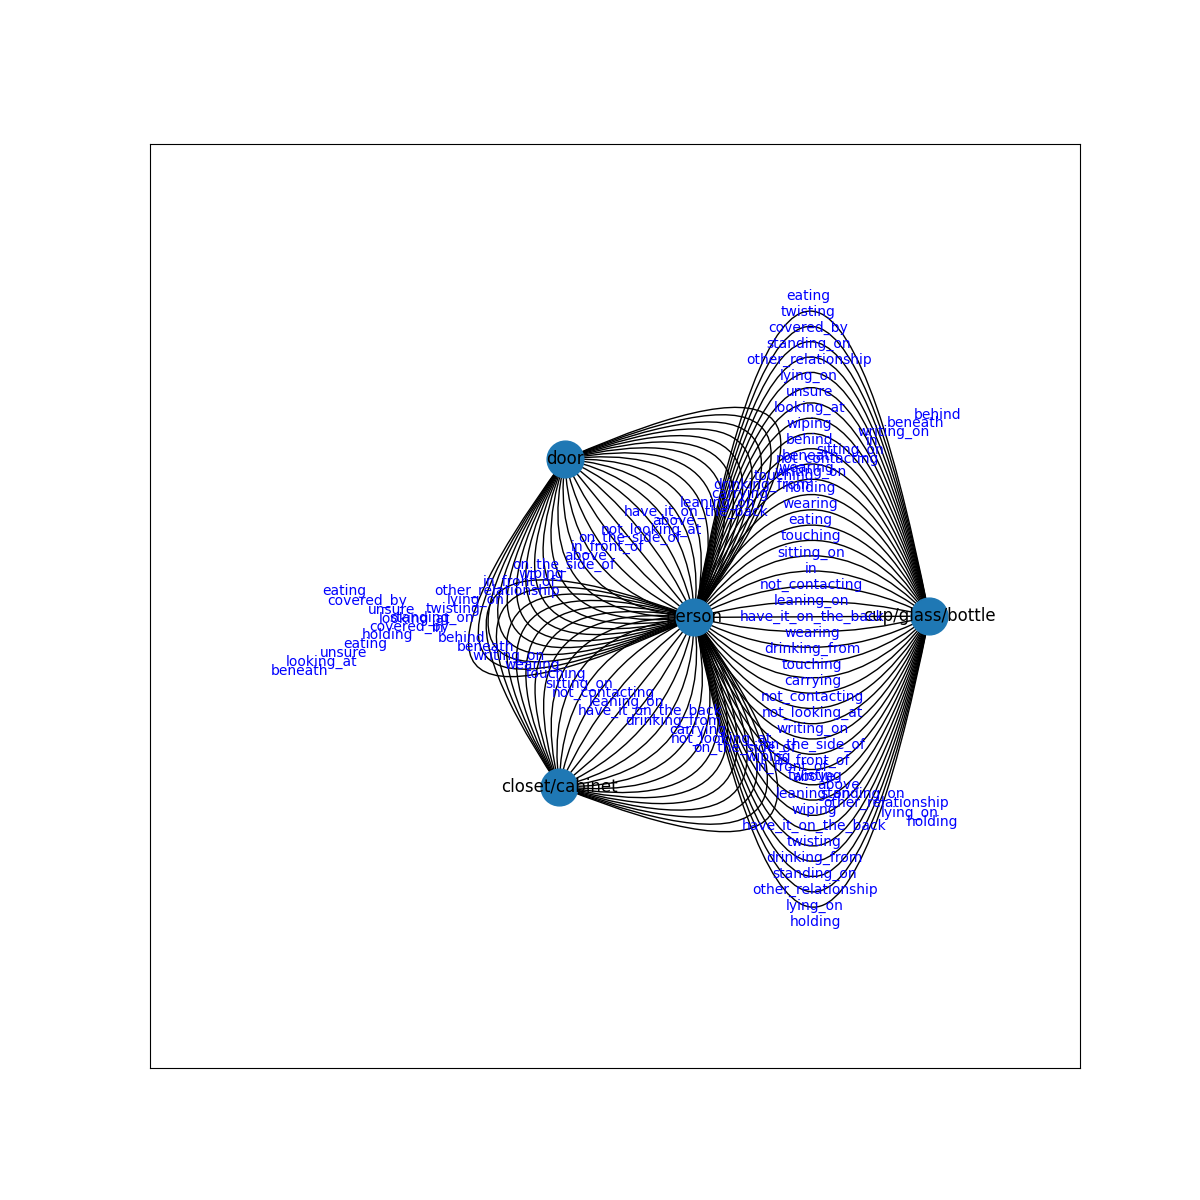 eating
twisting
covered_by
standing_on
other_relationship
lying_on
unsure
looking_at
behind
beneath
wiping
writing_on
behind
in
sitting_on
beneath
not_contacting
door
wearing
writing_on
touching
drinking_from
holding
carrying
leaning_on
wearing
have_it_on_the_back
above
eating
not_looking_at
on_the_side_of
touching
in_front_of
sitting_on
above
on_the_side_of
in
wiping
in_front_of
not_contacting
eating
other_relationship
covered_by
lying_on
leaning_on
unsure
twisting
looking_at
standing_on
person
have_it_on_the_back
cup/glass/bottle
covered_by
holding
behind
wearing
eating
beneath
drinking_from
unsure
writing_on
looking_at
wearing
touching
beneath
touching
sitting_on
carrying
not_contacting
not_contacting
leaning_on
have_it_on_the_back
not_looking_at
drinking_from
carrying
writing_on
not_looking_at
on_the_side_of
on_the_side_of
wiping
in_front_of
in_front_of
twisting
above
above
closet/cabinet
leaning_on
standing_on
other_relationship
wiping
lying_on
holding
have_it_on_the_back
twisting
drinking_from
standing_on
other_relationship
lying_on
holding